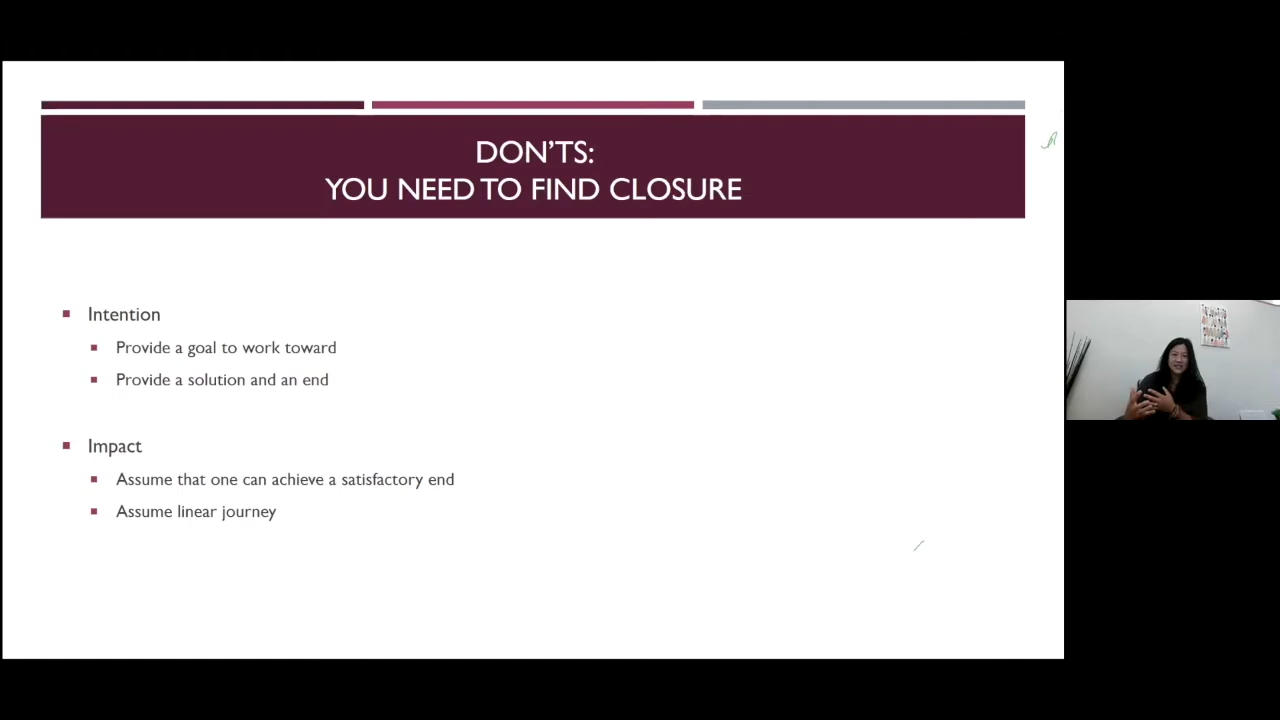 DON'TS:
YOU NEED TO FIND CLOSURE
Intention
Provide a goal to work toward
Provide a solution and an end
Impact
Assume that one can achieve a satisfactory end
Assume linear journey